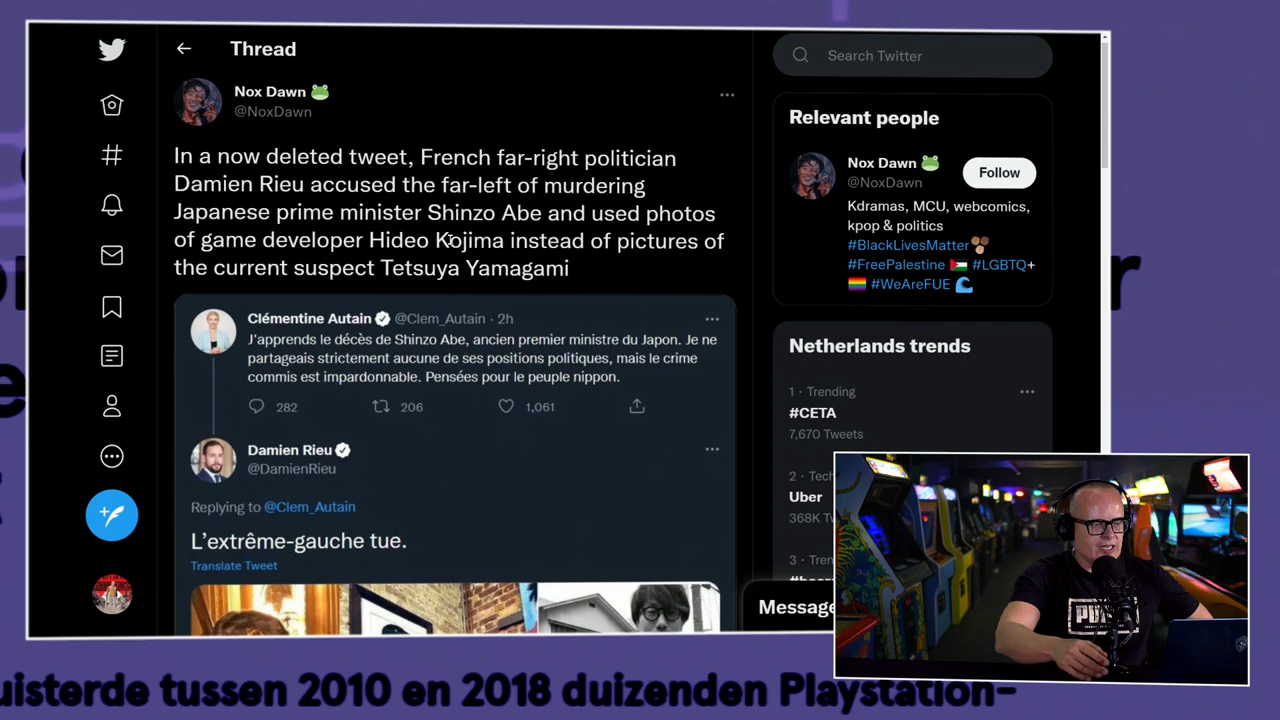 Thread
Search Twitter
Nox Dawn 🐸
@NoxDawn
In a now deleted tweet, French far-right politician
Damien Rieu accused the far-left of murdering
Japanese prime minister Shinzo Abe and used photos
of game developer Hideo Kojima instead of pictures of
the current suspect Tetsuya Yamagami
Clémentine Autain @Clem_Autain · 2h
J'apprends le décès de Shinzo Abe, ancien premier ministre du Japon. Je ne
partageais strictement aucune de ses positions politiques, mais le crime
commis est impardonnable. Pensées pour le peuple nippon.
282 206 1,061
Damien Rieu
@DamienRieu
Replying to @Clem_Autain
L'extrême-gauche tue.
Translate Tweet
Relevant people
Nox Dawn 🐸
@NoxDawn
Follow
Kdramas, MCU, webcomics,
kpop & politics
#BlackLivesMatter✊🏽✊🏿
#FreePalestine 🇵🇸 #LGBTQ+
🏳️‍🌈 #WeAreFUE 🌊
Netherlands trends
1 · Trending
#CETA
7,670 Tweets
2 · Tec
Uber
368K T
3 · Tren
Message
PUMA
uisterde tussen 2010 en 2018 duizenden Playstation-